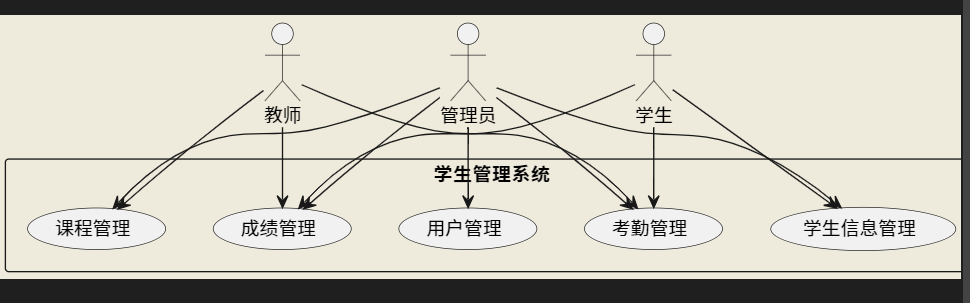 教师
管理员
学生
学生管理系统
课程管理
成绩管理
用户管理
考勤管理
学生信息管理